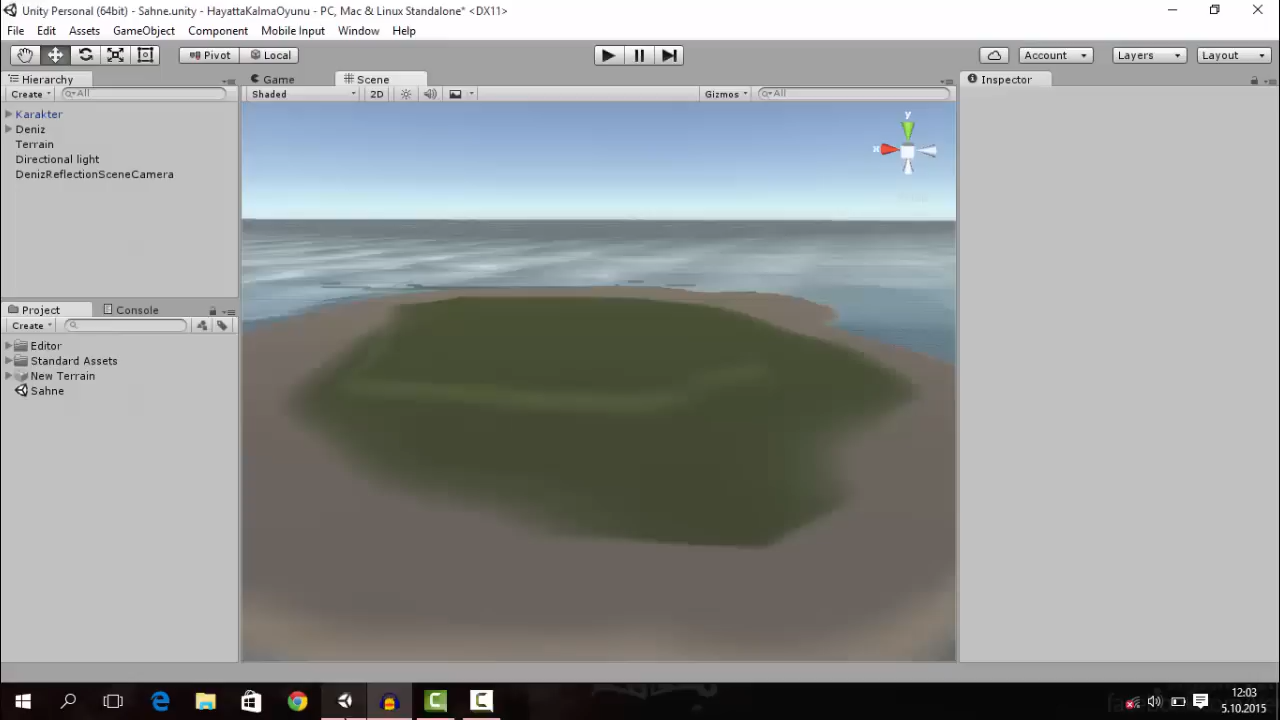 Unity Personal (64bit) - Sahne.unity - HayattaKalmaOyunu - PC, Mac & Linux Standalone* <DX11>
File Edit Assets GameObject Component Mobile Input Window Help
Pivot Local Account Layers Layout
Hierarchy Game Scene Inspector
Create All Shaded 2D Gizmos All
Karakter
Deniz
Terrain
Directional light
DenizReflectionSceneCamera
y
x
Project Console
Create
Editor
Standard Assets
New Terrain
Sahne
12:03
5.10.2015